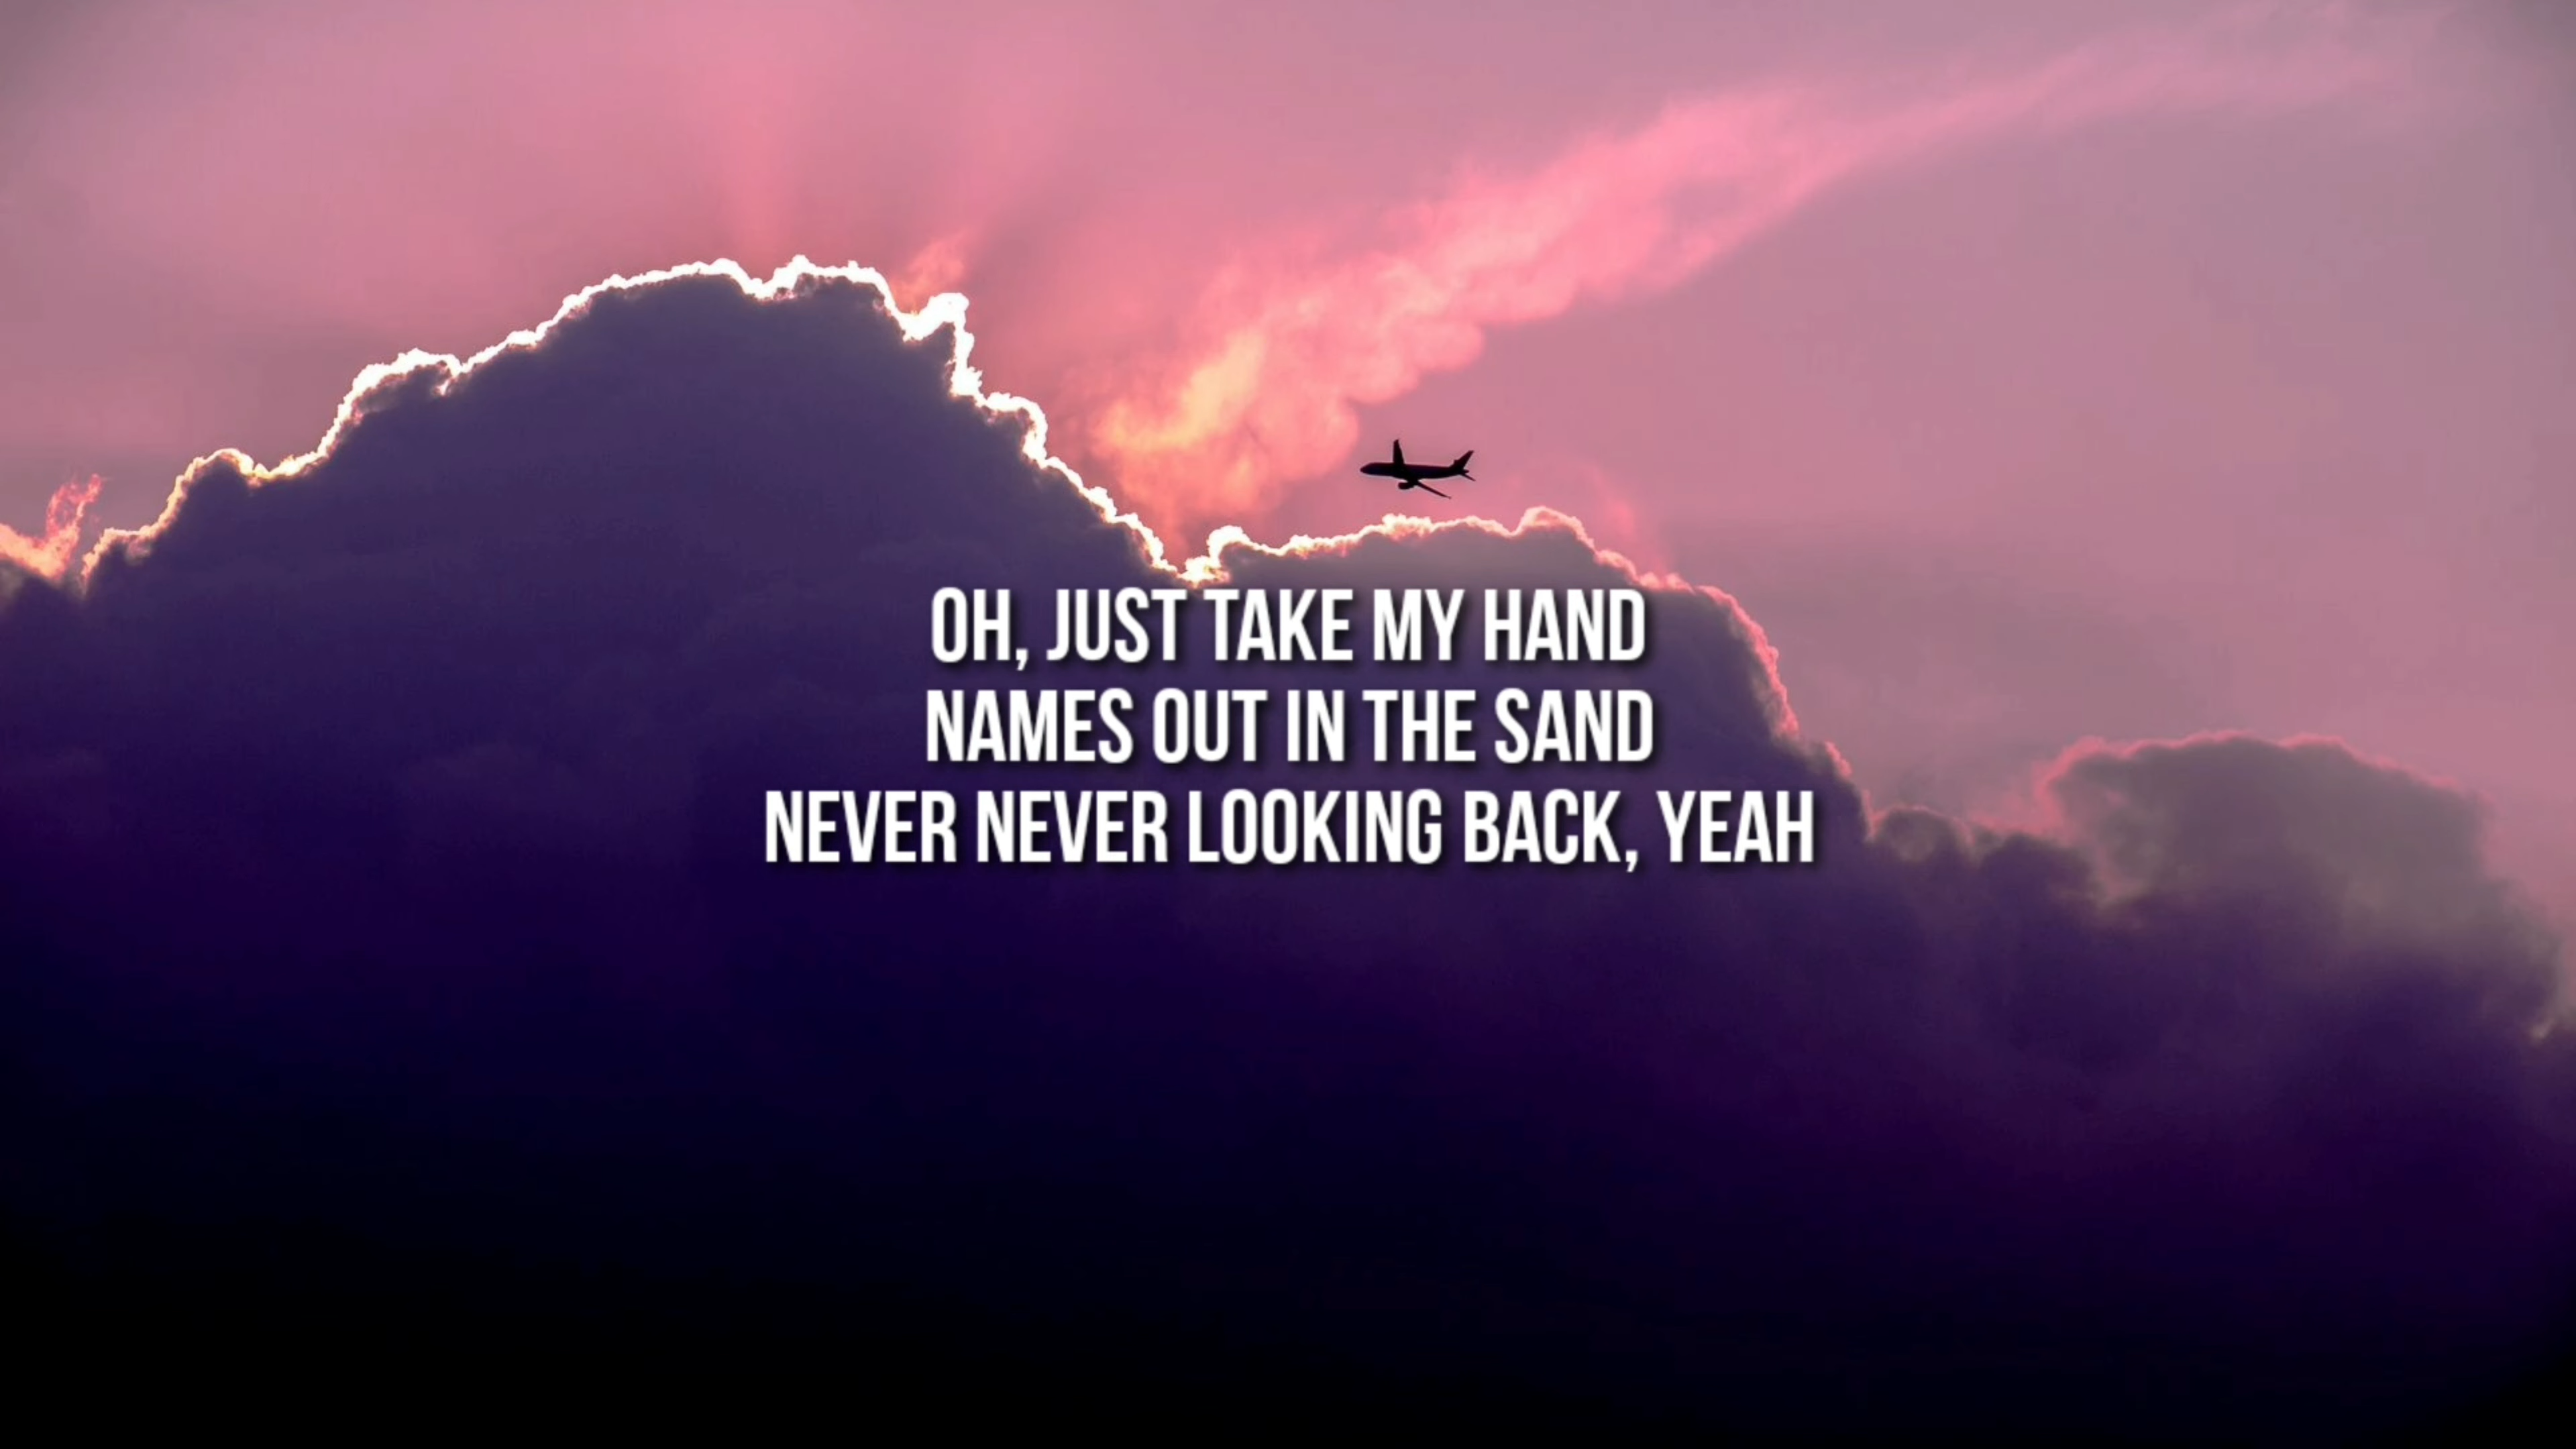 OH, JUST TAKE MY HAND
NAMES OUT IN THE SAND
NEVER NEVER LOOKING BACK, YEAH